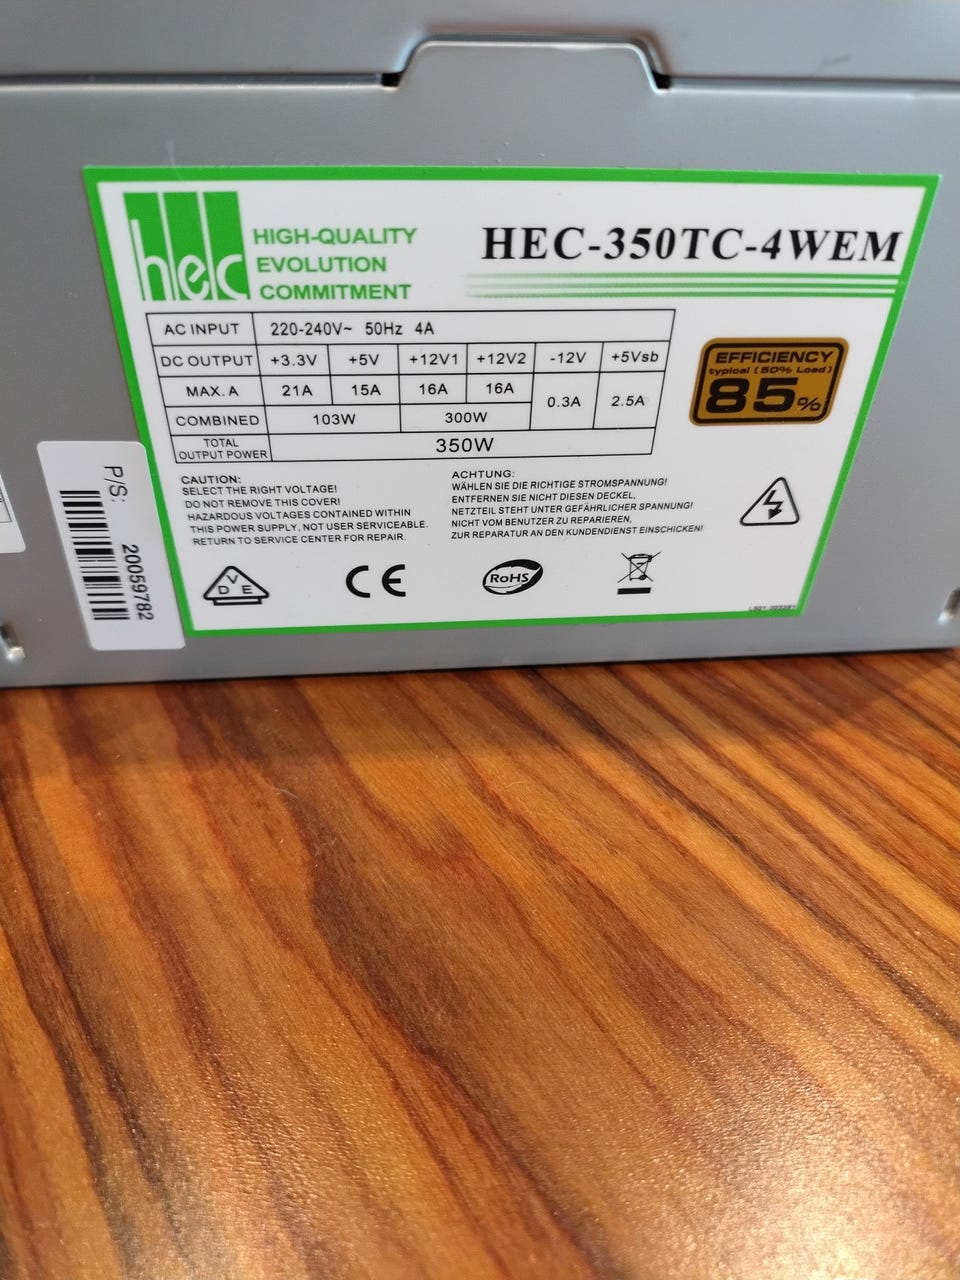 hec
HIGH-QUALITY
EVOLUTION
COMMITMENT
HEC-350TC-4WEM
AC INPUT 220-240V~ 50Hz 4A
DC OUTPUT +3.3V +5V +12V1 +12V2 -12V +5Vsb
MAX. A 21A 15A 16A 16A 0.3A 2.5A
COMBINED 103W 300W
TOTAL
OUTPUT POWER 350W
EFFICIENCY
typical (50% Load)
85%
CAUTION:
SELECT THE RIGHT VOLTAGE!
DO NOT REMOVE THIS COVER!
HAZARDOUS VOLTAGES CONTAINED WITHIN
THIS POWER SUPPLY, NOT USER SERVICEABLE.
RETURN TO SERVICE CENTER FOR REPAIR.
ACHTUNG:
WÄHLEN SIE DIE RICHTIGE STROMSPANNUNG!
ENTFERNEN SIE NICHT DIESEN DECKEL,
NETZTEIL STEHT UNTER GEFÄHRLICHER SPANNUNG!
NICHT VOM BENUTZER ZU REPARIEREN,
ZUR REPARATUR AN DEN KUNDENDIENST EINSCHICKEN!
P/S: 20059782
VDE
CE
RoHS